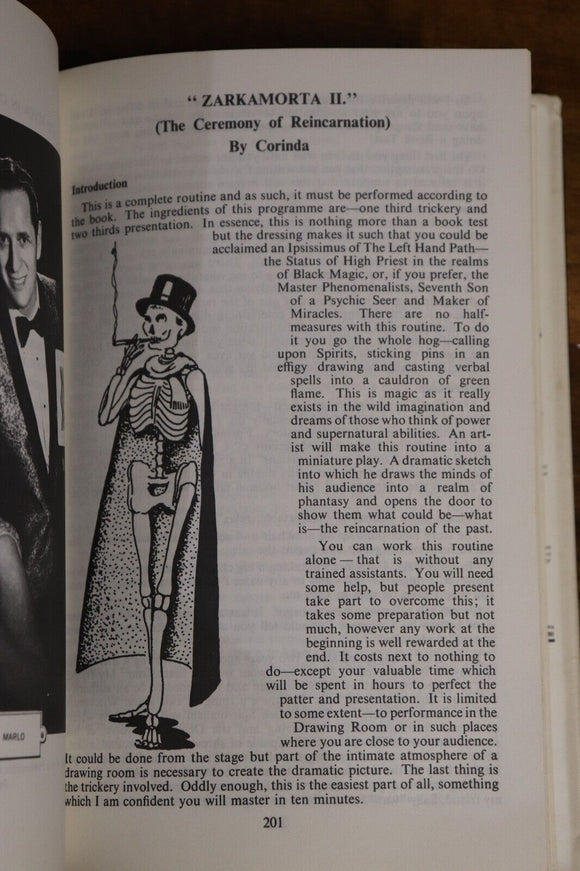 “ ZARKAMORTA II.”
(The Ceremony of Reincarnation)
By Corinda
Introduction
This is a complete routine and as such, it must be performed according to
the book. The ingredients of this programme are—one third trickery and
two thirds presentation. In essence, this is nothing more than a book test
but the dressing makes it such that you could be
acclaimed an Ipsissimus of The Left Hand Path—
the Status of High Priest in the realms
of Black Magic, or, if you prefer, the
Master Phenomenalists, Seventh Son
of a Psychic Seer and Maker of
Miracles. There are no half-
measures with this routine. To do
it you go the whole hog—calling
upon Spirits, sticking pins in an
effigy drawing and casting verbal
spells into a cauldron of green
flame. This is magic as it really
exists in the wild imagination and
dreams of those who think of power
and supernatural abilities. An art-
ist will make this routine into a
miniature play. A dramatic sketch
into which he draws the minds of
his audience into a realm of
phantasy and opens the door to
show them what could be—what
is—the reincarnation of the past.
You can work this routine
alone — that is without any
trained assistants. You will need
some help, but people present
take part to overcome this; it
takes some preparation but not
much, however any work at the
beginning is well rewarded at the
end. It costs next to nothing to
do—except your valuable time which
will be spent in hours to perfect the
patter and presentation. It is limited
to some extent—to performance in the
Drawing Room or in such places
where you are close to your audience.
It could be done from the stage but part of the intimate atmosphere of a
drawing room is necessary to create the dramatic picture. The last thing is
the trickery involved. Oddly enough, this is the easiest part of all, something
which I am confident you will master in ten minutes.
201
MARLO